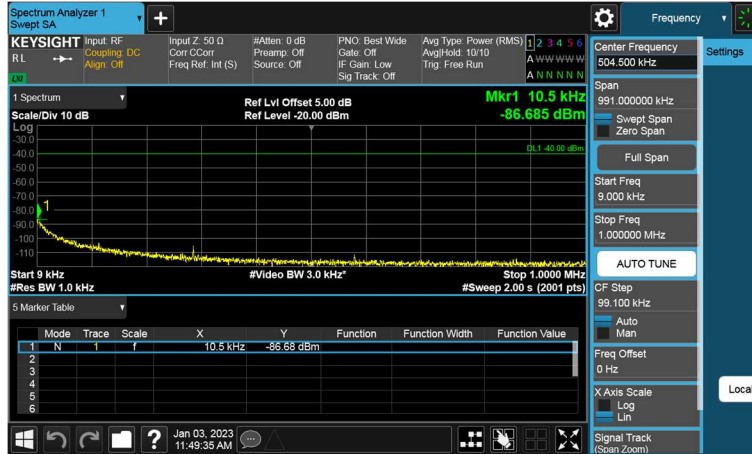 Spectrum Analyzer 1
Swept SA
Frequency
KEYSIGHT
RL
LXI
Input: RF
Coupling: DC
Align: Off
Input Z: 50 Ω
Corr CCorr
Freq Ref: Int (S)
#Atten: 0 dB
Preamp: Off
Source: Off
PNO: Best Wide
Gate: Off
IF Gain: Low
Sig Track: Off
Avg Type: Power (RMS)
Avg|Hold: 10/10
Trig: Free Run
1 2 3 4 5 6
A W W W W W
A N N N N N
1 Spectrum
Scale/Div 10 dB
Ref Lvl Offset 5.00 dB
Ref Level -20.00 dBm
Mkr1 10.5 kHz
-86.685 dBm
Log
-30.0
DL1 -40.00 dBm
-40.0
-50.0
-60.0
-70.0
-80.0
1
-90.0
-100
-110
Start 9 kHz
#Res BW 1.0 kHz
#Video BW 3.0 kHz*
Stop 1.0000 MHz
#Sweep 2.00 s (2001 pts)
5 Marker Table
Mode Trace Scale X Y Function Function Width Function Value
1 N 1 f 10.5 kHz -86.68 dBm
2
3
4
5
6
Jan 03, 2023
11:49:35 AM
Center Frequency
504.500 kHz
Settings
Span
991.000000 kHz
Swept Span
Zero Span
Full Span
Start Freq
9.000 kHz
Stop Freq
1.000000 MHz
AUTO TUNE
CF Step
99.100 kHz
Auto
Man
Freq Offset
0 Hz
X Axis Scale
Log
Lin
Local
Signal Track
(Span Zoom)